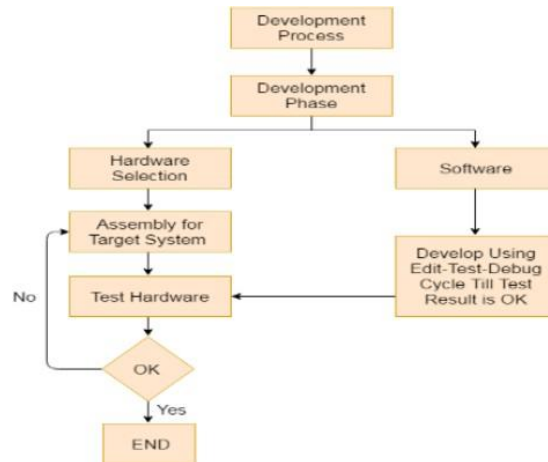 Development
Process
Development
Phase
Hardware
Selection
Software
Assembly for
Target System
Develop Using
Edit-Test-Debug
Cycle Till Test
Result is OK
No
Test Hardware
OK
Yes
END